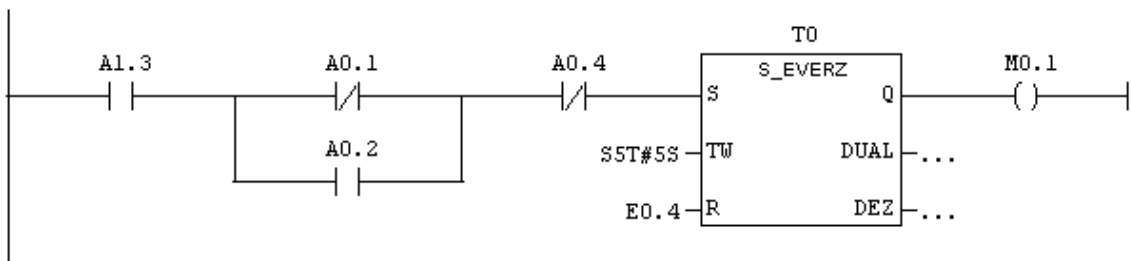 T0
A1.3 A0.1 A0.4 S_EVERZ M0.1
S Q
A0.2
S5T#5S TW DUAL ...
E0.4 R DEZ ...